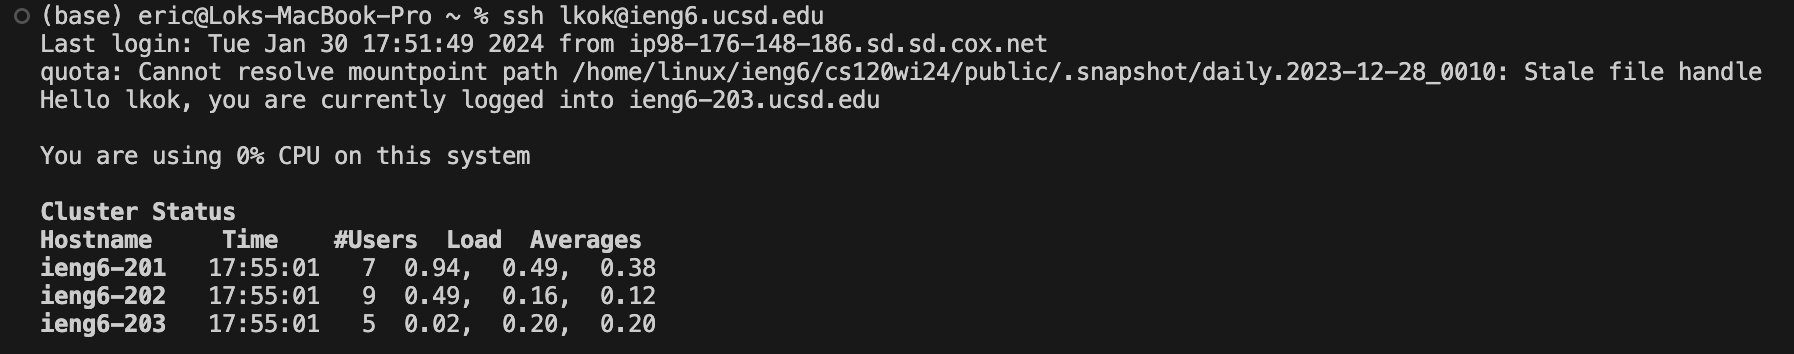 (base) eric@Loks-MacBook-Pro ~ % ssh lkok@ieng6.ucsd.edu
Last login: Tue Jan 30 17:51:49 2024 from ip98-176-148-186.sd.sd.cox.net
quota: Cannot resolve mountpoint path /home/linux/ieng6/cs120wi24/public/.snapshot/daily.2023-12-28_0010: Stale file handle
Hello lkok, you are currently logged into ieng6-203.ucsd.edu
You are using 0% CPU on this system
Cluster Status
Hostname     Time    #Users  Load  Averages
ieng6-201   17:55:01   7  0.94,  0.49,  0.38
ieng6-202   17:55:01   9  0.49,  0.16,  0.12
ieng6-203   17:55:01   5  0.02,  0.20,  0.20